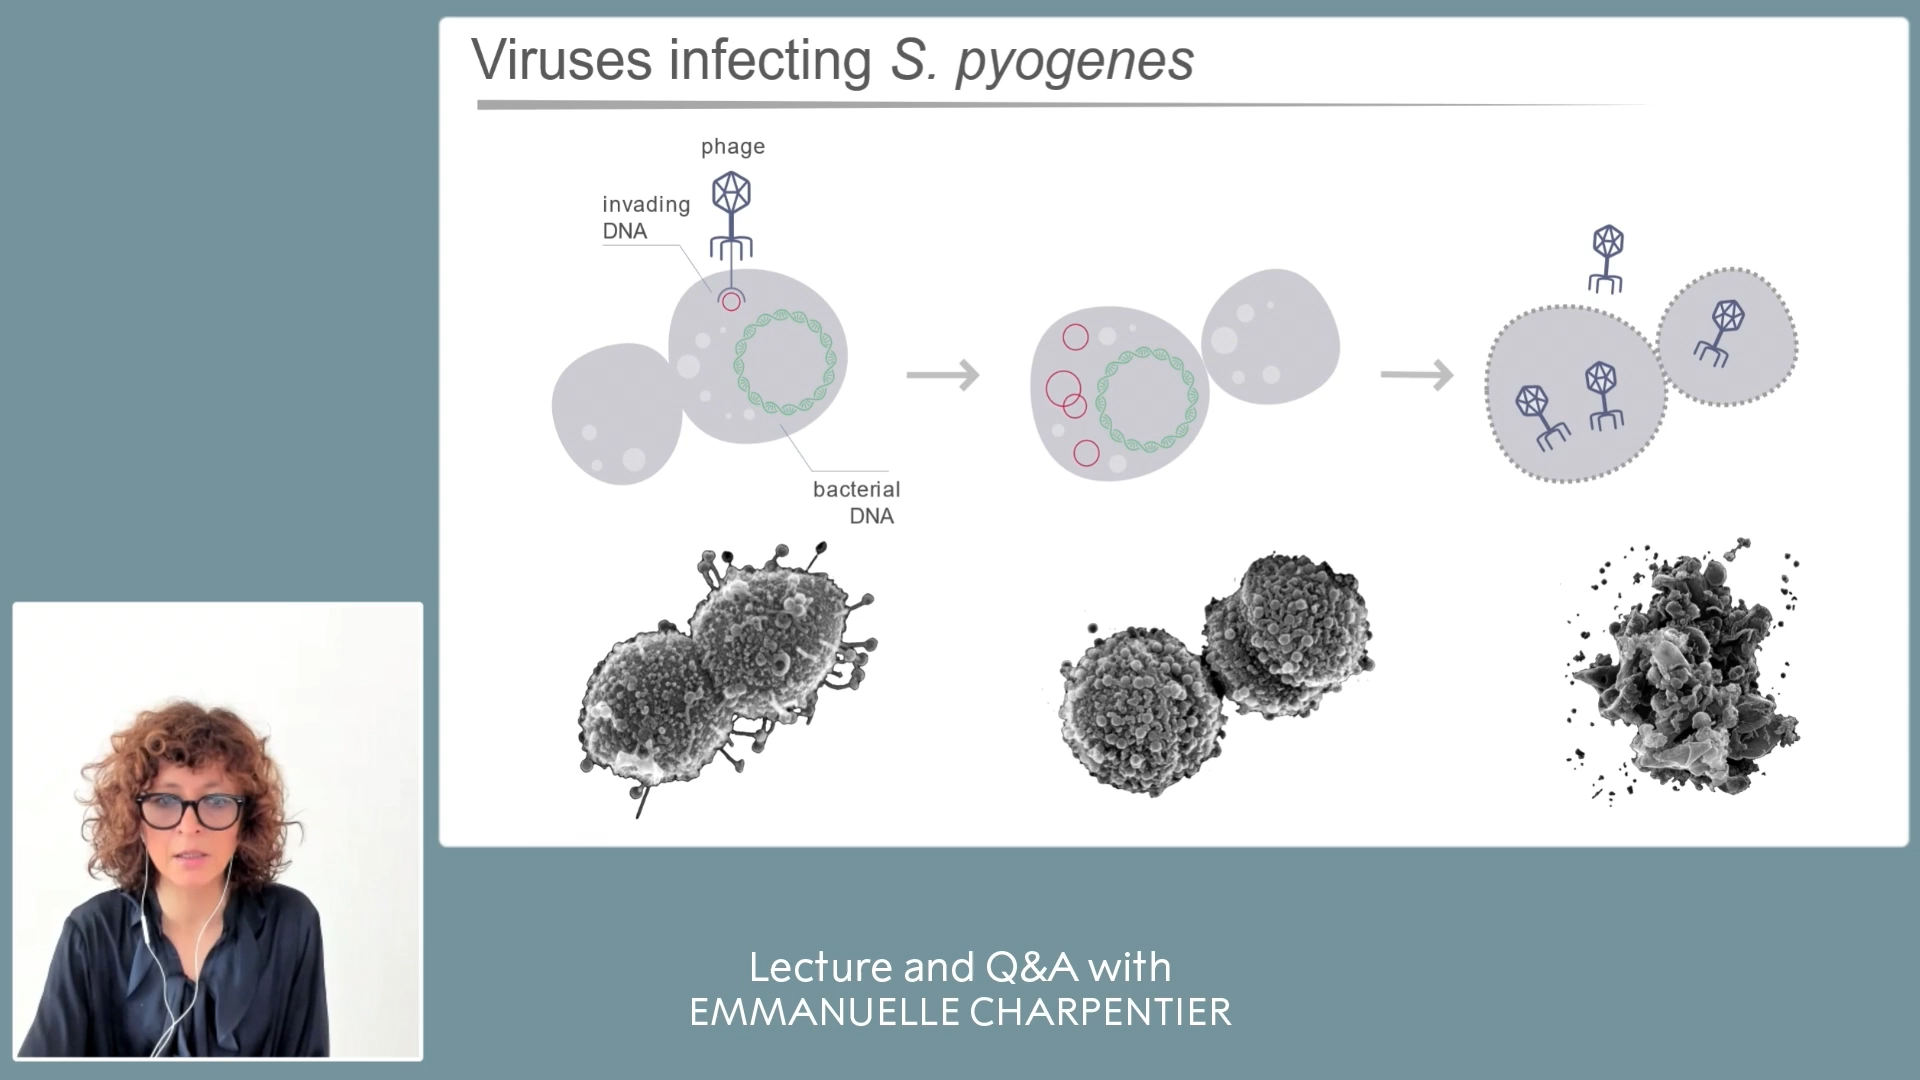 Viruses infecting S. pyogenes
phage
invading
DNA
bacterial
DNA
Lecture and Q&A with
EMMANUELLE CHARPENTIER